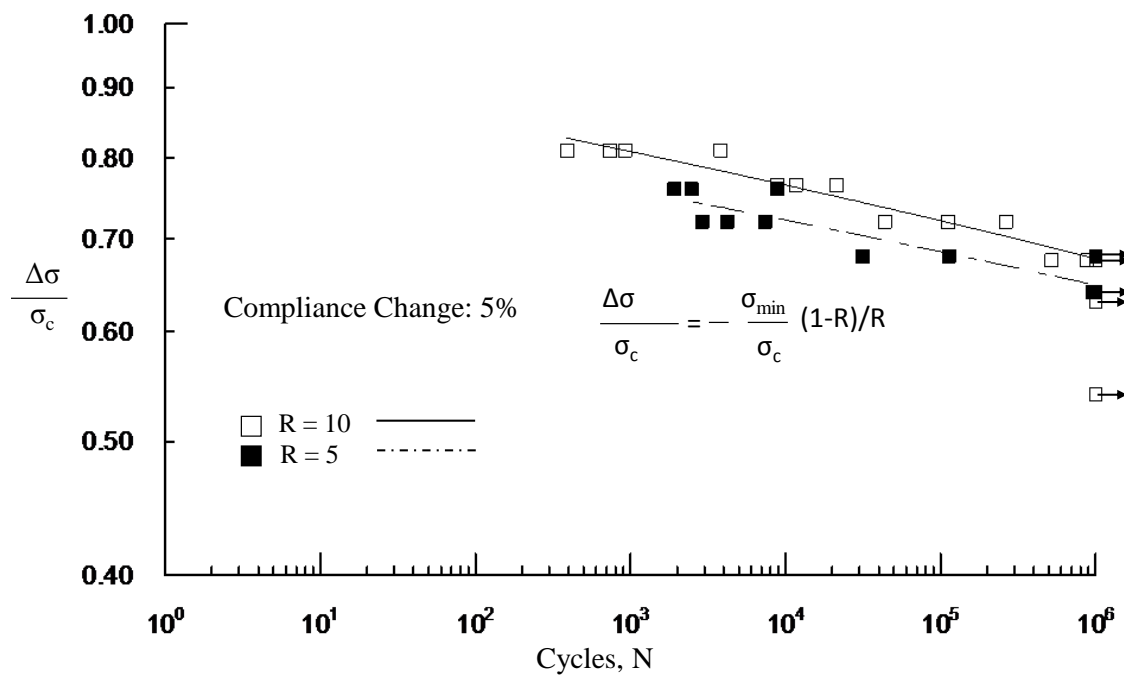 1.00
0.90
0.80
0.70
0.60
0.50
0.40
Δσ
σc
Compliance Change: 5%
Δσ/σc = − σmin/σc (1-R)/R
R = 10
R = 5
10⁰ 10¹ 10² 10³ 10⁴ 10⁵ 10⁶
Cycles, N